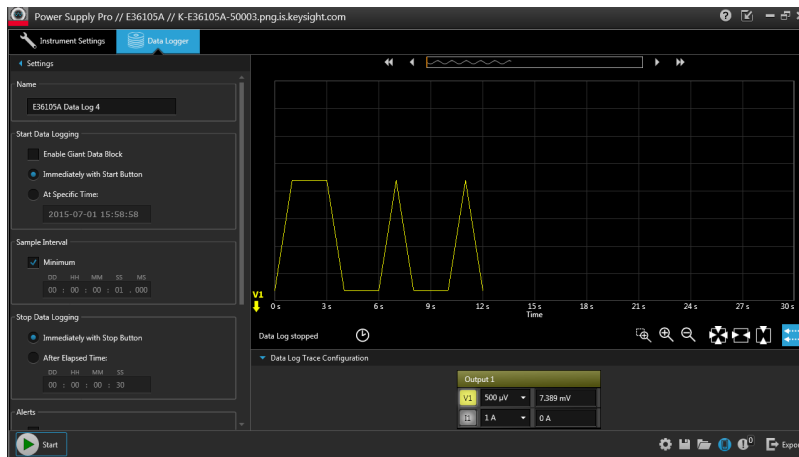 Power Supply Pro // E36105A // K-E36105A-50003.png.is.keysight.com
?
Instrument Settings
Data Logger
Settings
Name
E36105A Data Log 4
Start Data Logging
Enable Giant Data Block
Immediately with Start Button
At Specific Time:
2015-07-01 15:58:58
Sample Interval
Minimum
DD HH MM SS MS
00 : 00 : 00 : 01 . 000
Stop Data Logging
Immediately with Stop Button
After Elapsed Time:
DD HH MM SS
00 : 00 : 00 : 30
Alerts
Start
V1
0 s 3 s 6 s 9 s 12 s 15 s 18 s 21 s 24 s 27 s 30 s
Time
Data Log stopped
Data Log Trace Configuration
Output 1
V1 500 µV 7.389 mV
I1 1 A 0 A
0
Export